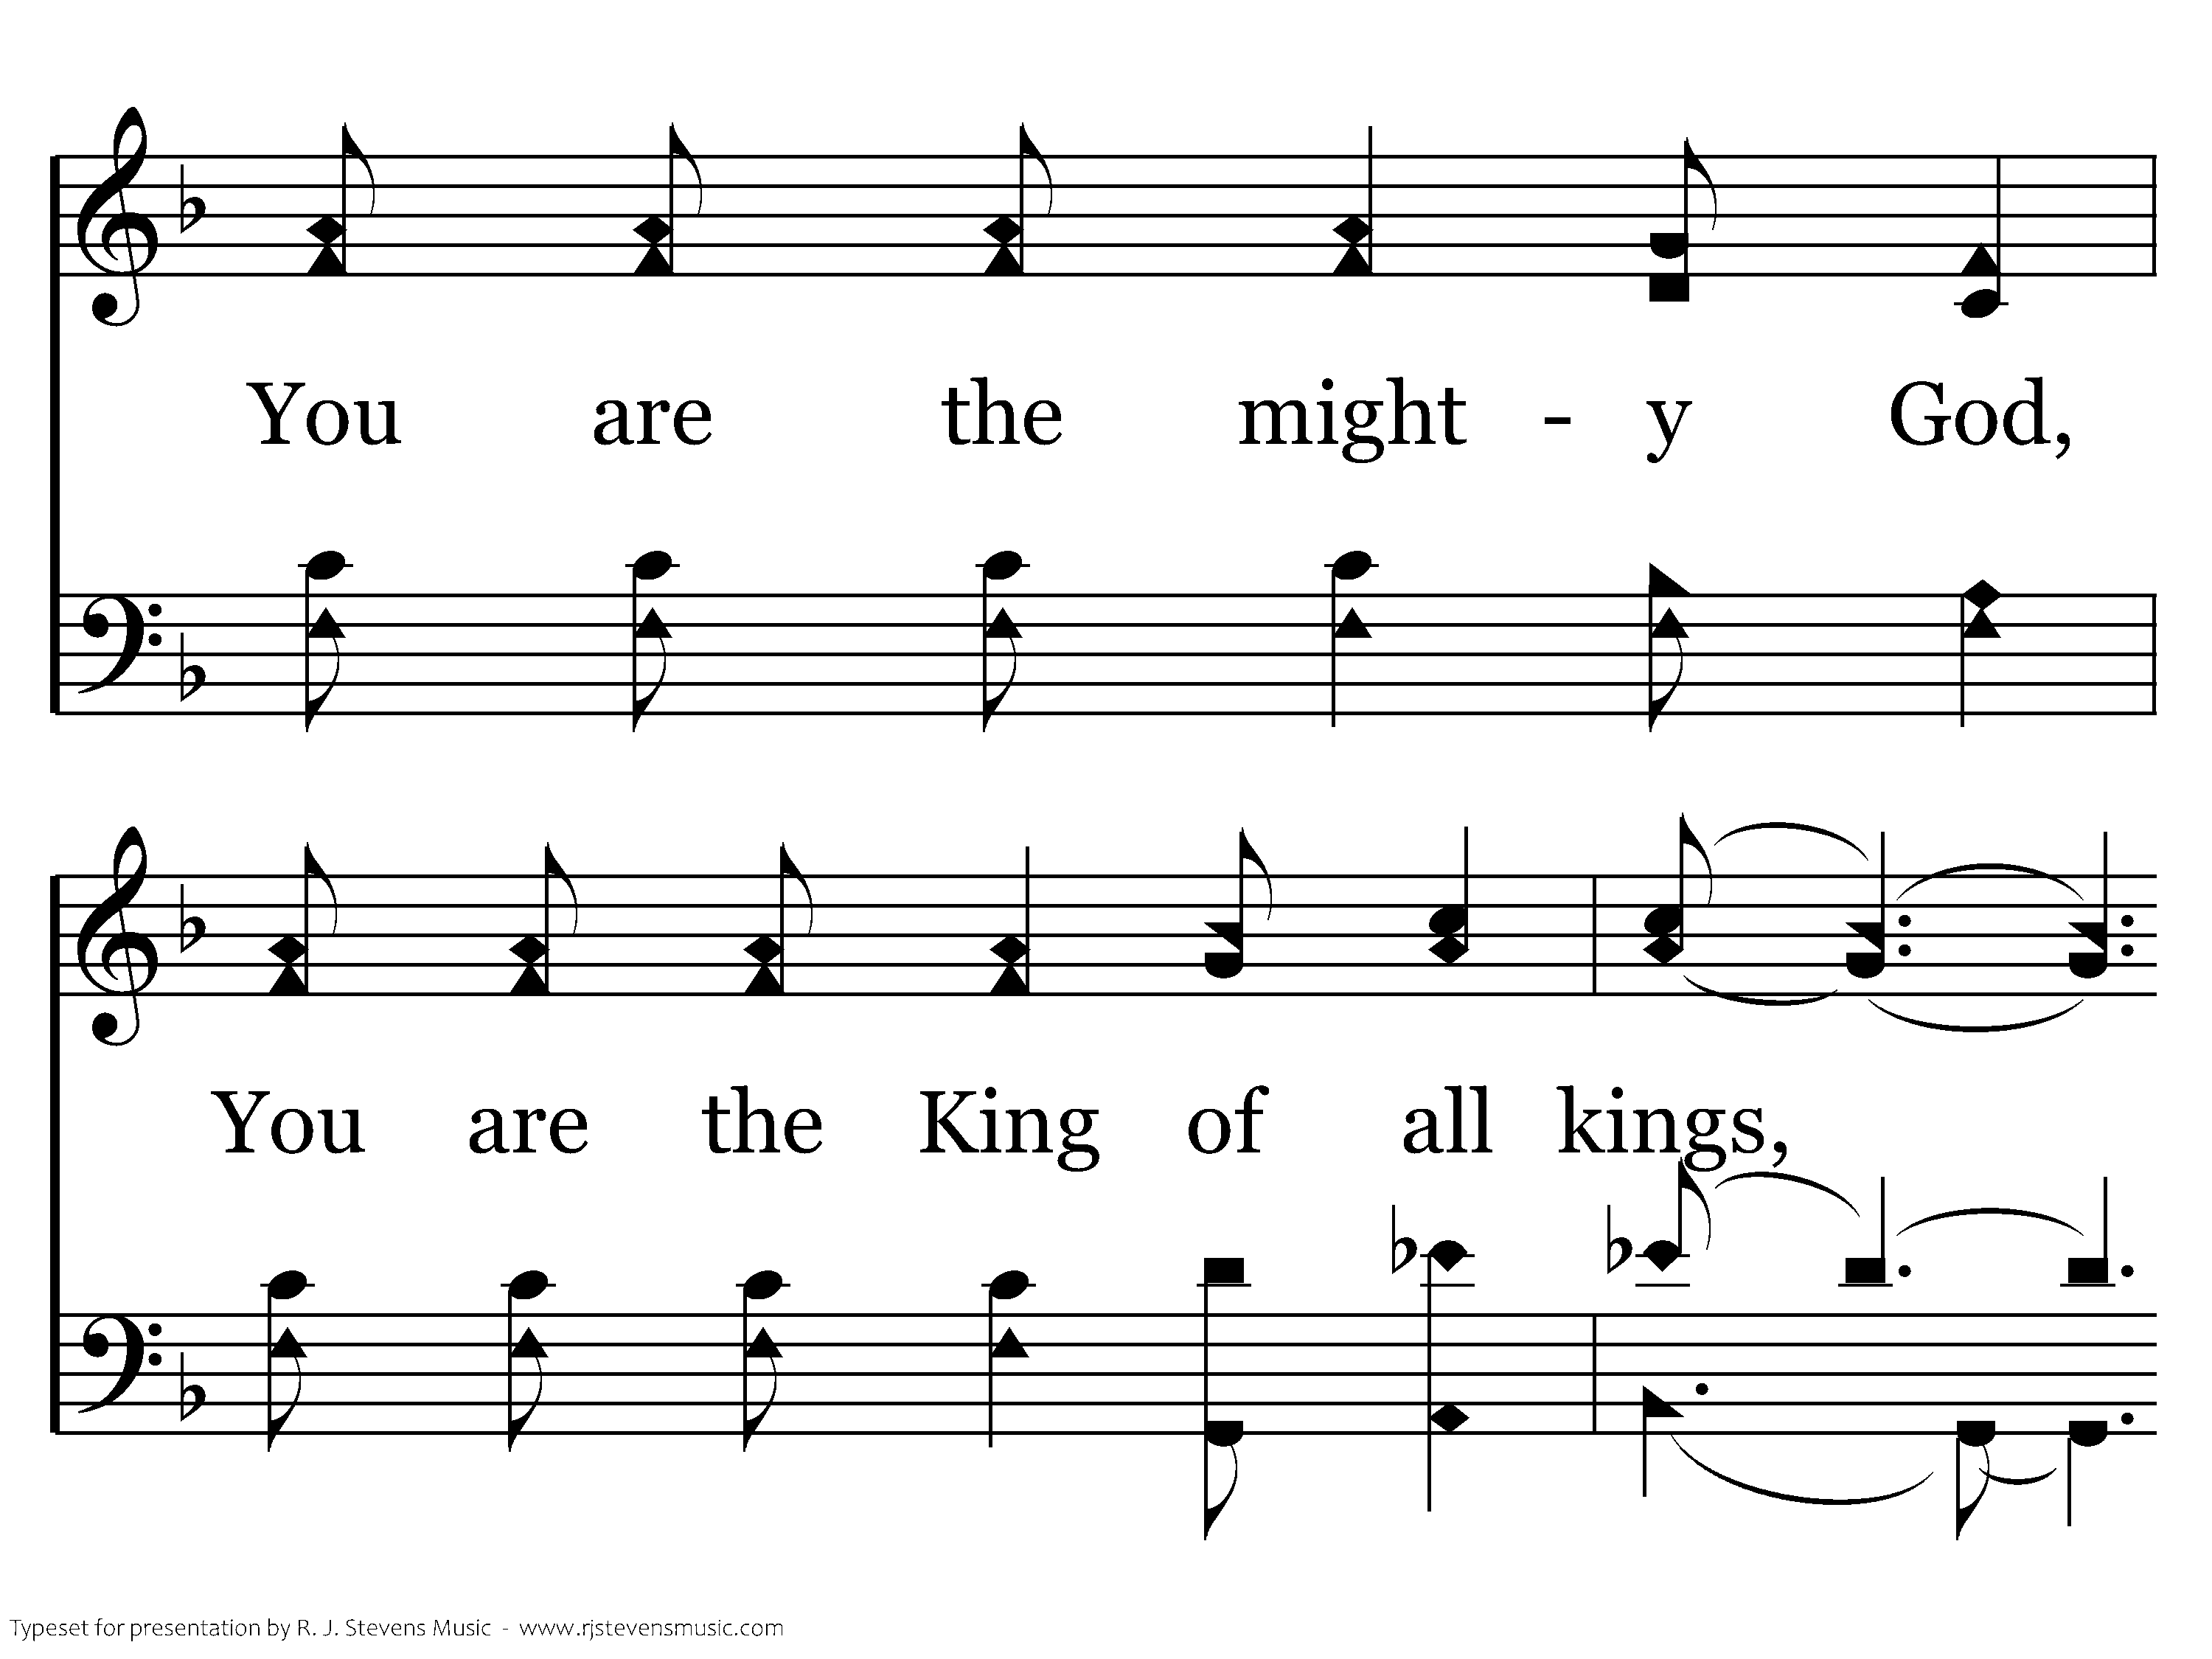 You are the might - y God,
You are the King of all kings,
Typeset for presentation by R. J. Stevens Music - www.rjstevensmusic.com